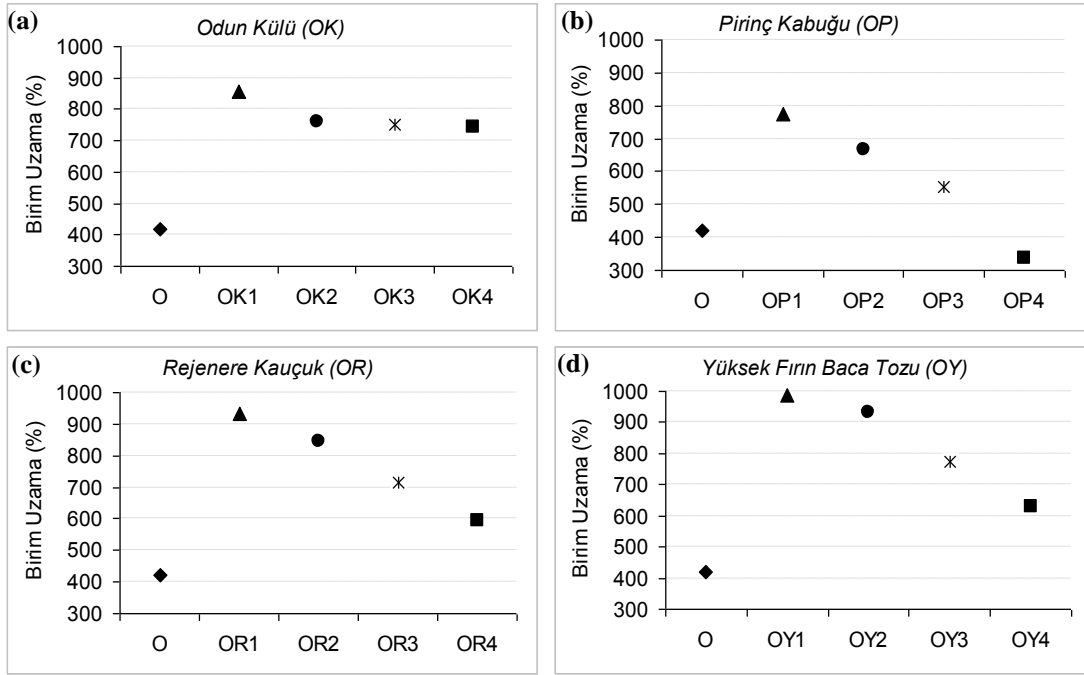 (a)
Odun Külü (OK)
Birim Uzama (%)
1000
900
800
700
600
500
400
300
O OK1 OK2 OK3 OK4
(b)
Pirinç Kabuğu (OP)
Birim Uzama (%)
1000
900
800
700
600
500
400
300
O OP1 OP2 OP3 OP4
(c)
Rejenere Kauçuk (OR)
Birim Uzama (%)
1000
900
800
700
600
500
400
300
O OR1 OR2 OR3 OR4
(d)
Yüksek Fırın Baca Tozu (OY)
Birim Uzama (%)
1000
900
800
700
600
500
400
300
O OY1 OY2 OY3 OY4